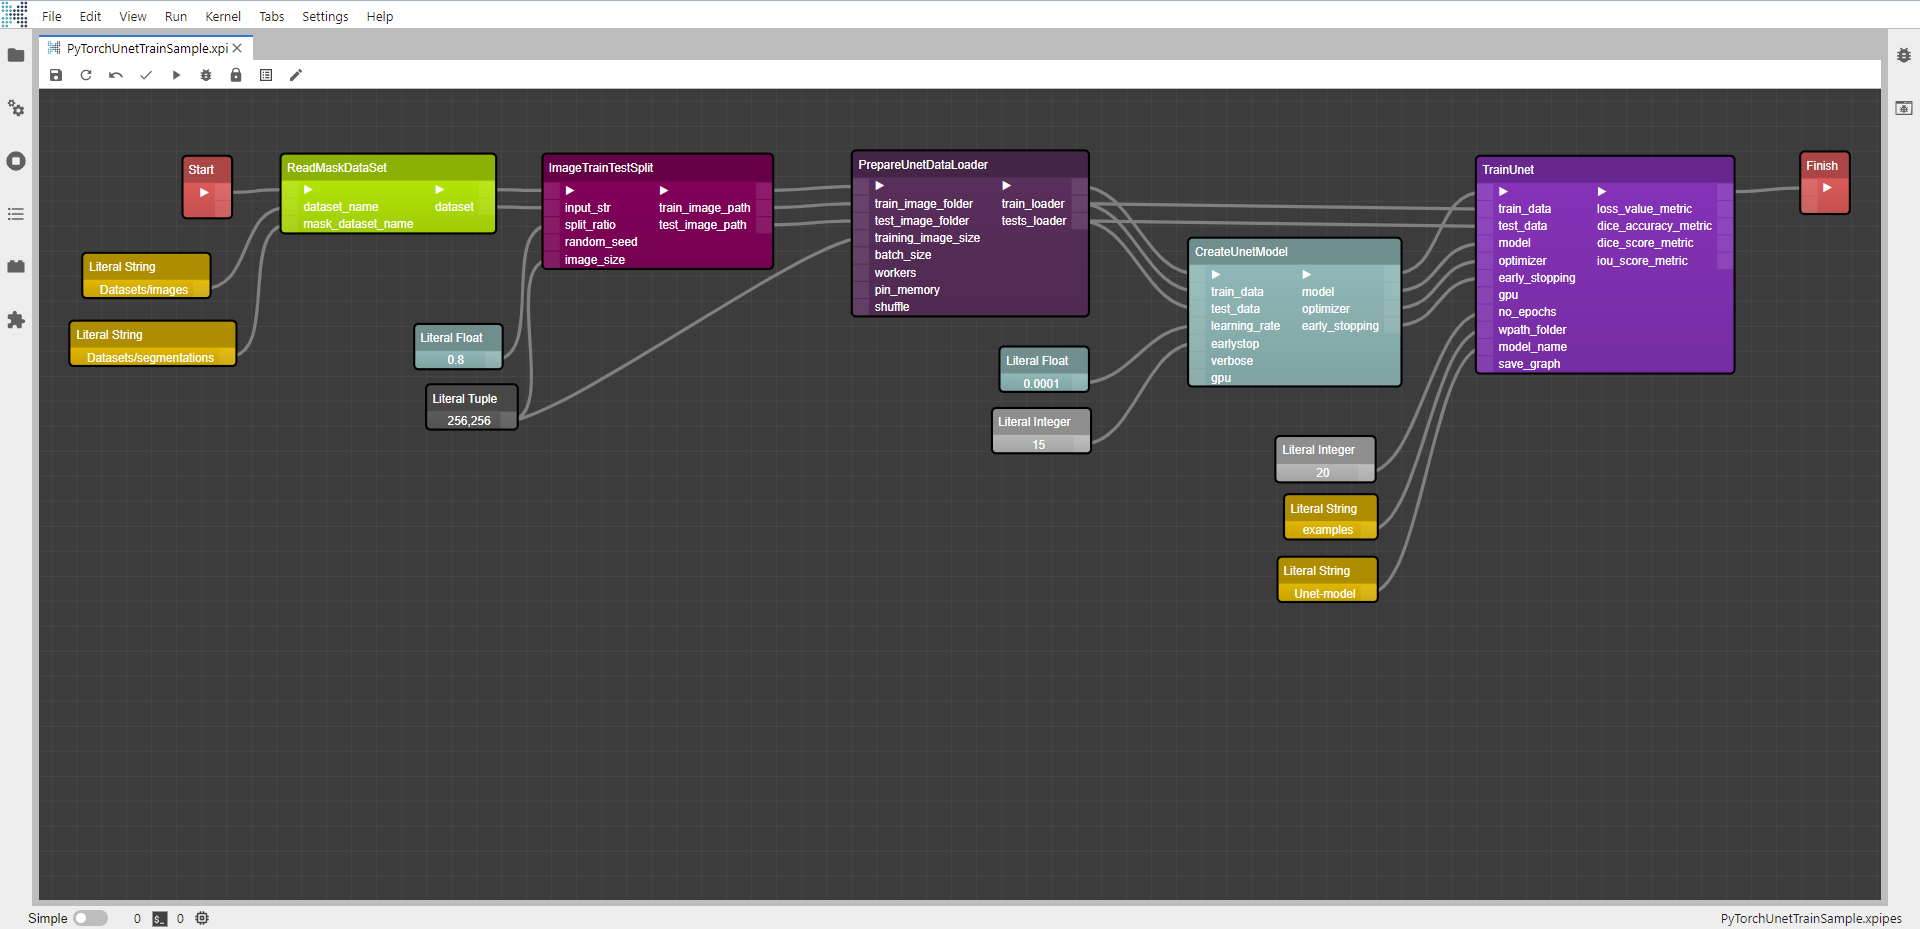 File Edit View Run Kernel Tabs Settings Help
PyTorchUnetTrainSample.xpi
Start
ReadMaskDataSet
dataset_name dataset
mask_dataset_name
Literal String
Datasets/images
Literal String
Datasets/segmentations
ImageTrainTestSplit
input_str train_image_path
split_ratio test_image_path
random_seed
image_size
Literal Float
0.8
Literal Tuple
256,256
PrepareUnetDataLoader
train_image_folder train_loader
test_image_folder tests_loader
training_image_size
batch_size
workers
pin_memory
shuffle
Literal Float
0.0001
Literal Integer
15
CreateUnetModel
train_data model
test_data optimizer
learning_rate early_stopping
earlystop
verbose
gpu
Literal Integer
20
Literal String
examples
Literal String
Unet-model
TrainUnet
train_data loss_value_metric
test_data dice_accuracy_metric
model dice_score_metric
optimizer iou_score_metric
early_stopping
gpu
no_epochs
wpath_folder
model_name
save_graph
Finish
Simple 0 $_ 0 PyTorchUnetTrainSample.xpipes